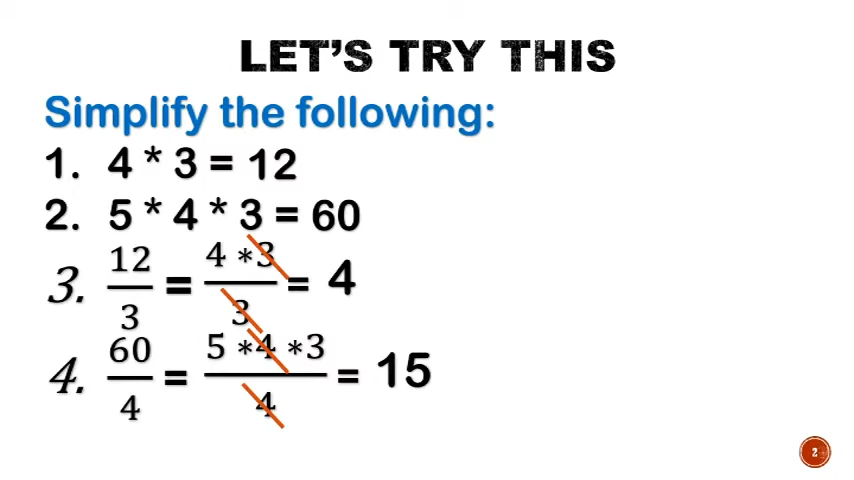 LET'S TRY THIS
Simplify the following:
1. 4 * 3 = 12
2. 5 * 4 * 3 = 60
3. 12/3 = 4 *3/3 = 4
4. 60/4 = 5 *4 *3/4 = 15
2